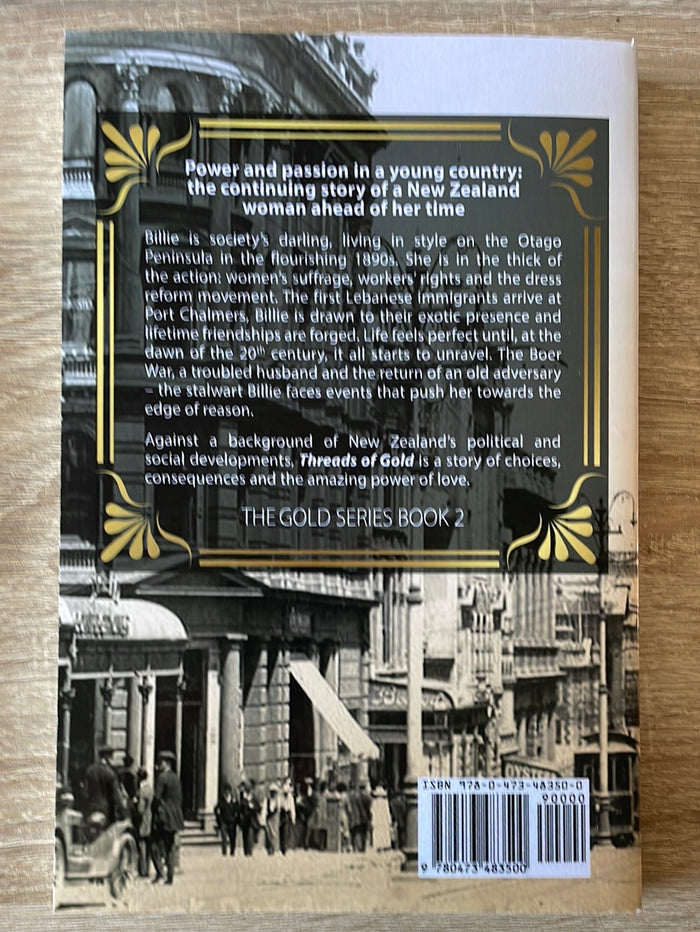 Power and passion in a young country:
the continuing story of a New Zealand
woman ahead of her time
Billie is society's darling, living in style on the Otago
Peninsula in the flourishing 1890s. She is in the thick of
the action: women's suffrage, workers' rights and the dress
reform movement. The first Lebanese immigrants arrive at
Port Chalmers, Billie is drawn to their exotic presence and
lifetime friendships are forged. Life feels perfect until, at the
dawn of the 20th century, it all starts to unravel. The Boer
War, a troubled husband and the return of an old adversary
– the stalwart Billie faces events that push her towards the
edge of reason.
Against a background of New Zealand's political and
social developments, Threads of Gold is a story of choices,
consequences and the amazing power of love.
THE GOLD SERIES BOOK 2
OYSTER
ISBN 978-0-473-48350-0
90000
9 780473 483500